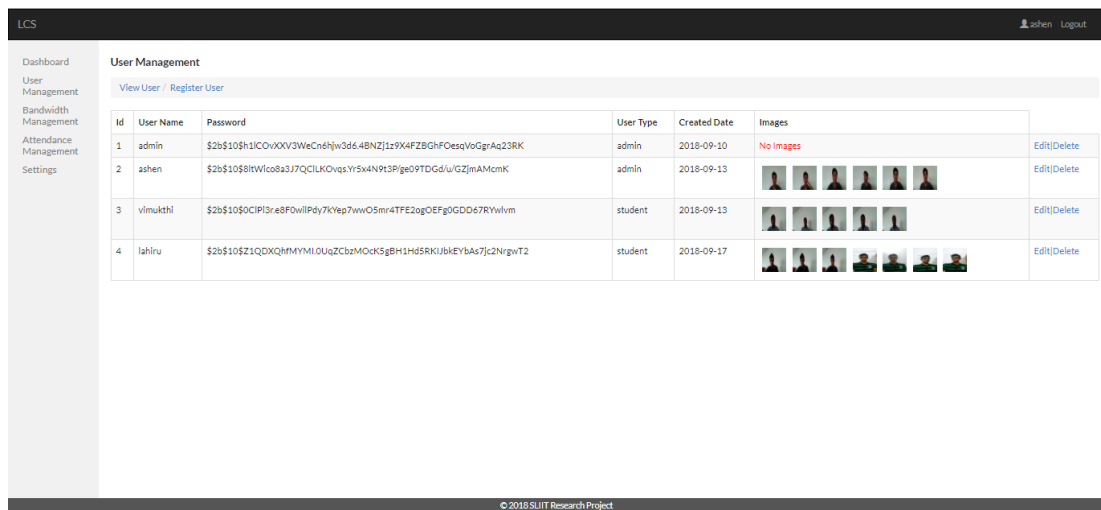 LCS ashen Logout
Dashboard
User
Management
Bandwidth
Management
Attendance
Management
Settings
User Management
View User / Register User
Id User Name Password User Type Created Date Images
1 admin $2b$10$h1lCOvXXV3WeCn6hjw3d6.4BNZj1z9X4FZBGhFOesqVoGgrAq23RK admin 2018-09-10 No Images Edit|Delete
2 ashen $2b$10$8ltWico8a3J7QClLKOvqs.Yr5x4N9t3P/ge09TDGd/u/GZjmAMcmK admin 2018-09-13 Edit|Delete
3 vimukthi $2b$10$0ClPl3r.e8F0wilPdy7kYep7wwO5mr4TFE2ogOEFg0GDD67RYwlvm student 2018-09-13 Edit|Delete
4 lahiru $2b$10$Z1QDXQhfMYMI.0UqZCbzMOcK5gBH1Hd5RKlJbkEYbAs7jc2NrgwT2 student 2018-09-17 Edit|Delete
© 2018 SLIIT Research Project